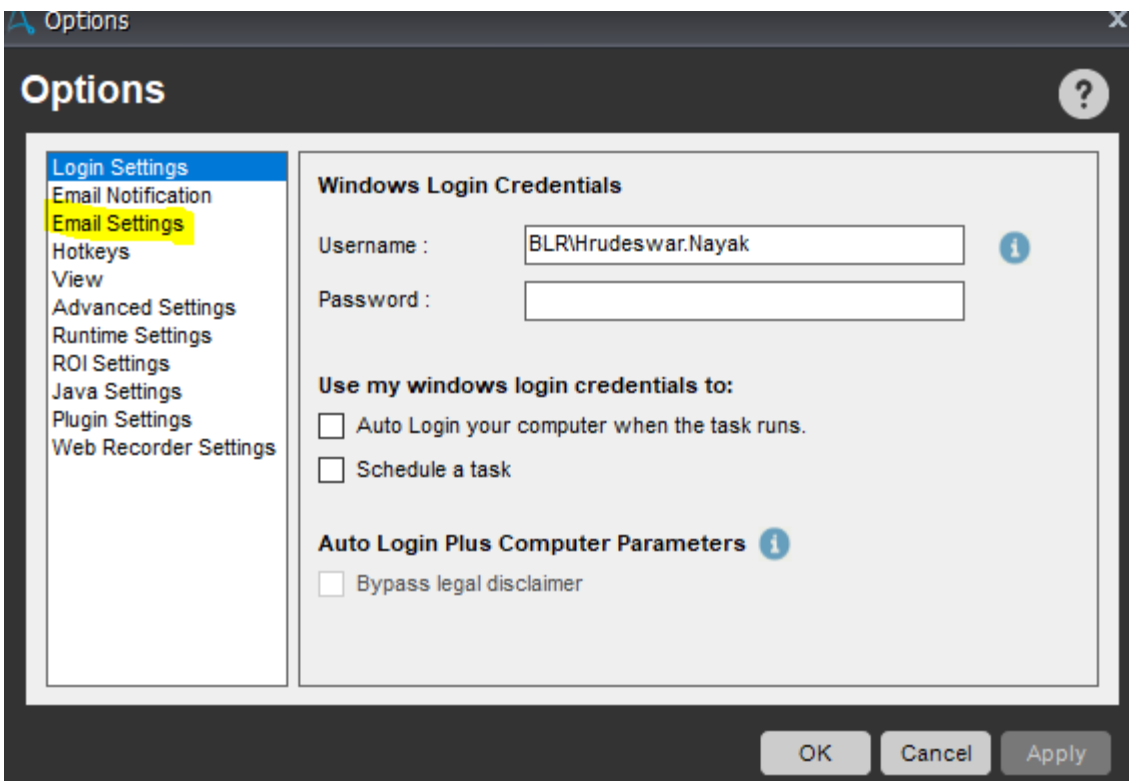 Options
X
Options
?
Login Settings
Email Notification
Email Settings
Hotkeys
View
Advanced Settings
Runtime Settings
ROI Settings
Java Settings
Plugin Settings
Web Recorder Settings
Windows Login Credentials
Username : BLR\Hrudeswar.Nayak
Password :
Use my windows login credentials to:
Auto Login your computer when the task runs.
Schedule a task
Auto Login Plus Computer Parameters
Bypass legal disclaimer
OK Cancel Apply